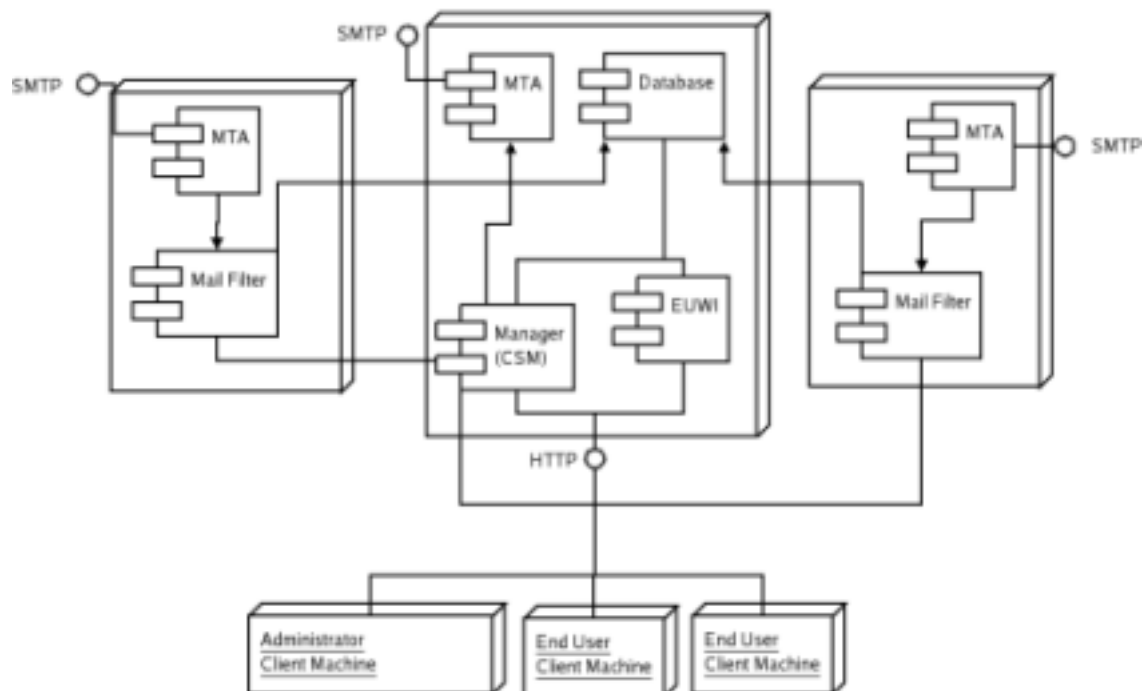 SMTP
SMTP
MTA
Database
MTA
MTA
SMTP
Mail Filter
EUWI
Mail Filter
Manager
(CSM)
HTTP
Administrator
Client Machine
End User
Client Machine
End User
Client Machine